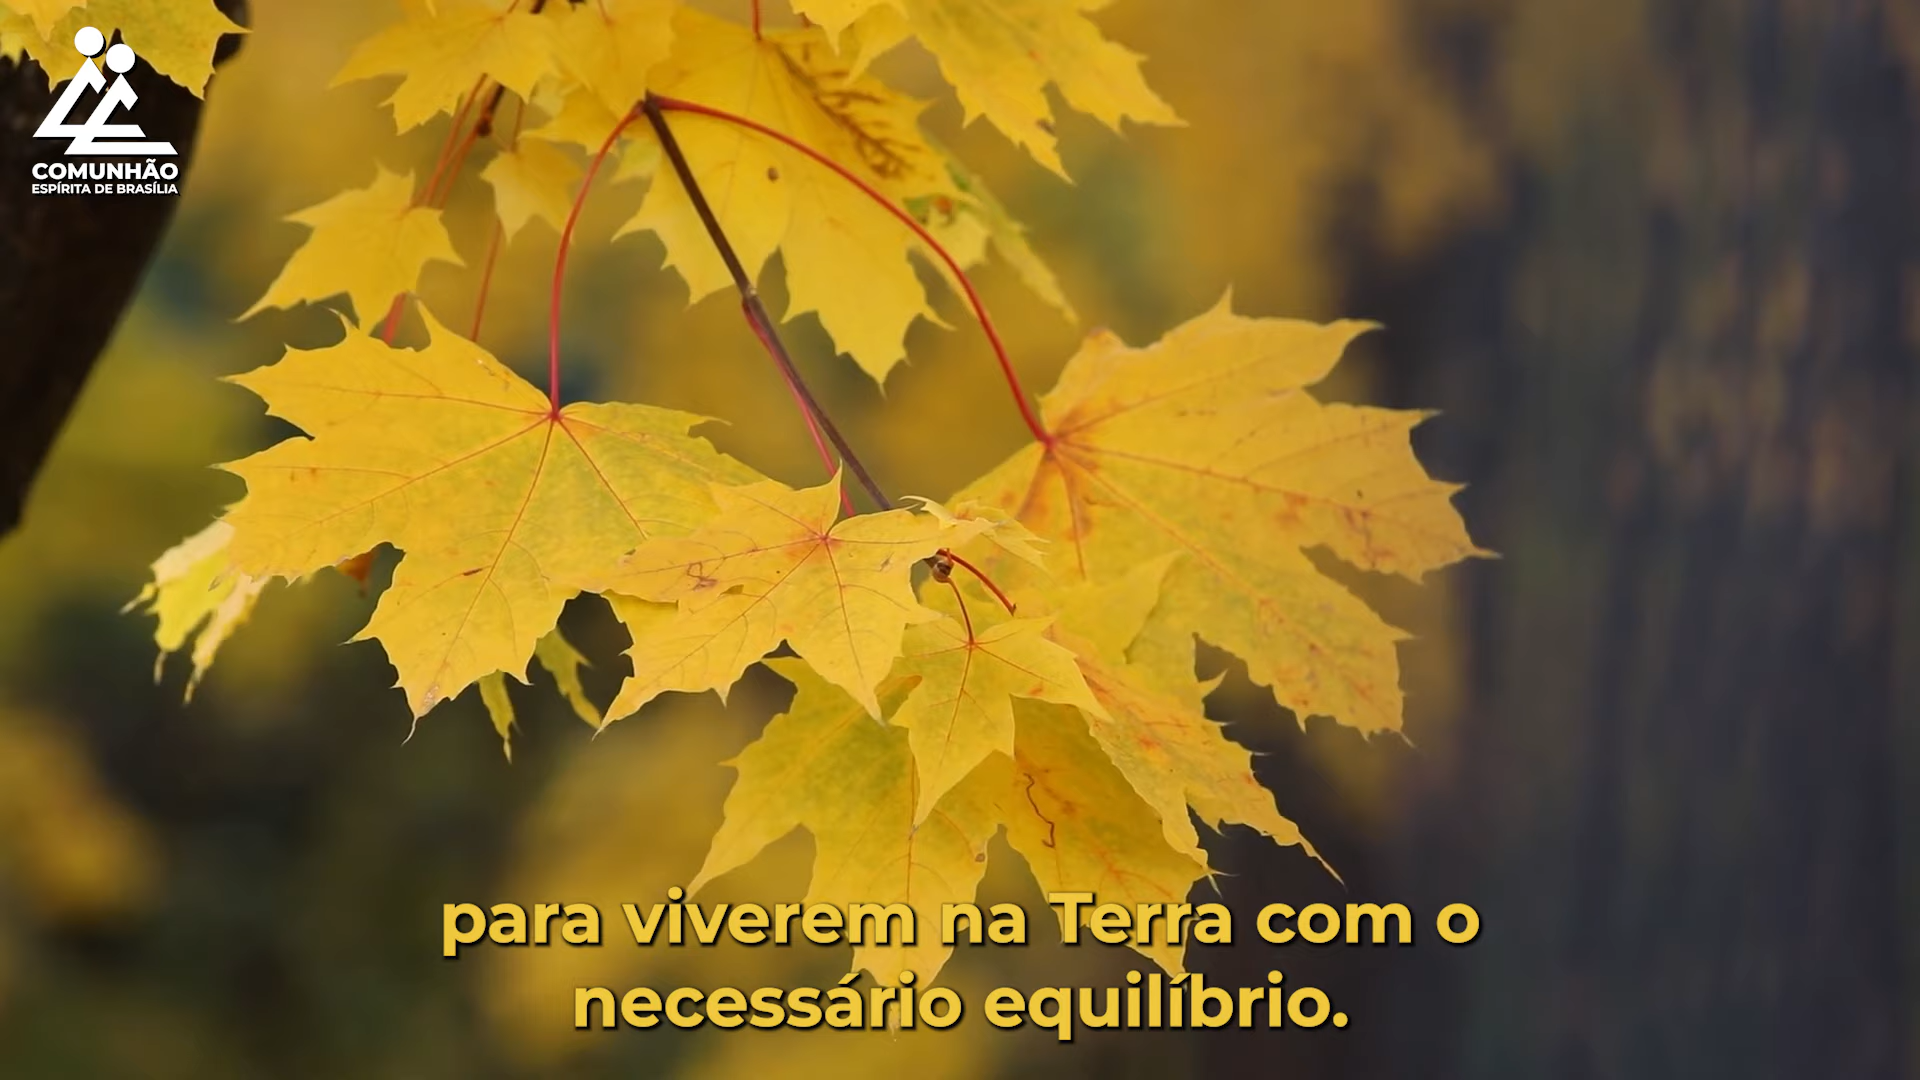 COMUNHÃO
ESPÍRITA DE BRASÍLIA
para viverem na Terra com o
necessário equilíbrio.